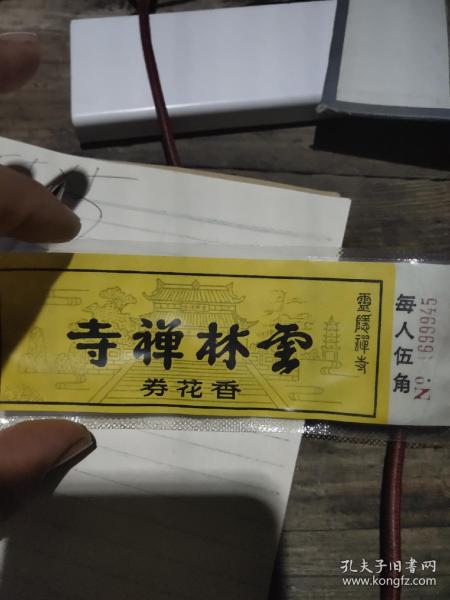 雲林禪寺
香花券
靈隱禪寺
每人伍角
No. 699945
孔夫子旧书网
www.kongfz.com